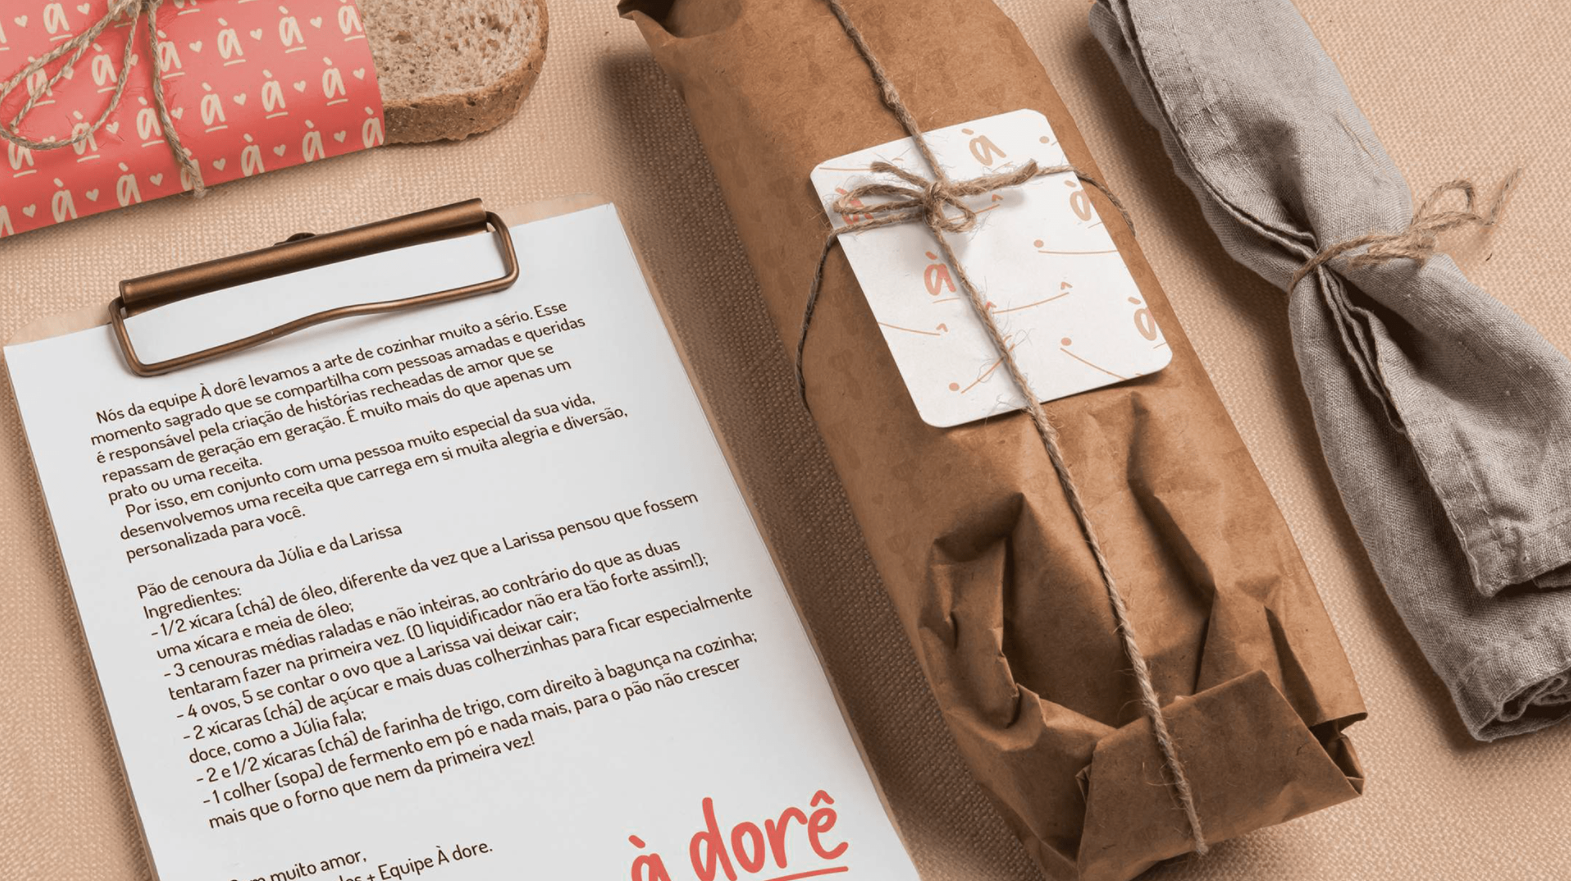 Nós da equipe À dorê levamos a arte de cozinhar muito a sério. Esse
momento sagrado que se compartilha com pessoas amadas e queridas
é responsável pela criação de histórias recheadas de amor que se
repassam de geração em geração. É muito mais do que apenas um
prato ou uma receita.
Por isso, em conjunto com uma pessoa muito especial da sua vida,
desenvolvemos uma receita que carrega em si muita alegria e diversão,
personalizada para você.
Pão de cenoura da Júlia e da Larissa
Ingredientes:
- 1/2 xícara (chá) de óleo, diferente da vez que a Larissa pensou que fossem
uma xícara e meia de óleo;
- 3 cenouras médias raladas e não inteiras, ao contrário do que as duas
tentaram fazer na primeira vez. (O liquidificador não era tão forte assim!);
- 4 ovos, 5 se contar o ovo que a Larissa vai deixar cair;
- 2 xícaras (chá) de açúcar e mais duas colherzinhas para ficar especialmente
doce, como a Júlia fala;
- 2 e 1/2 xícaras (chá) de farinha de trigo, com direito à bagunça na cozinha;
- 1 colher (sopa) de fermento em pó e nada mais, para o pão não crescer
mais que o forno que nem da primeira vez!
muito amor,
+ Equipe À dore.
à dorê